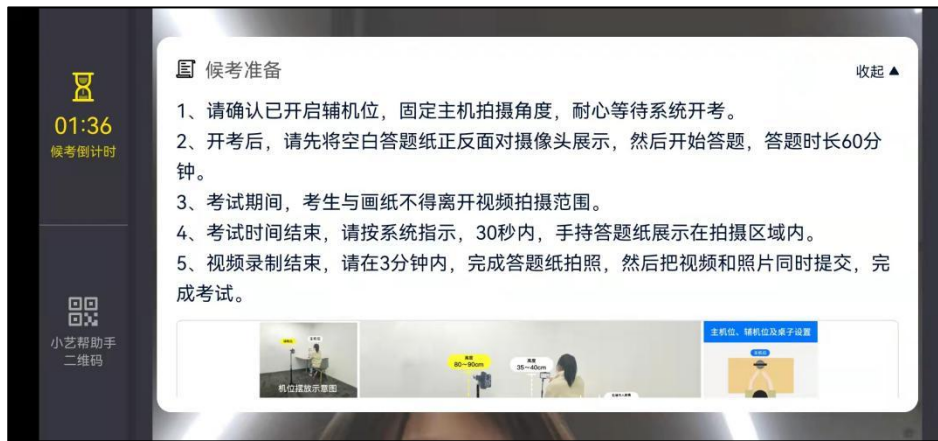 候考准备
收起▲
01:36
候考倒计时
1、请确认已开启辅机位，固定主机拍摄角度，耐心等待系统开考。
2、开考后，请先将空白答题纸正反面对摄像头展示，然后开始答题，答题时长60分
钟。
3、考试期间，考生与画纸不得离开视频拍摄范围。
4、考试时间结束，请按系统指示，30秒内，手持答题纸展示在拍摄区域内。
5、视频录制结束，请在3分钟内，完成答题纸拍照，然后把视频和照片同时提交，完
成考试。
小艺帮助手
二维码
机位摆放示意图
高度
80~90cm
高度
35~40cm
主机位、辅机位及桌子设置